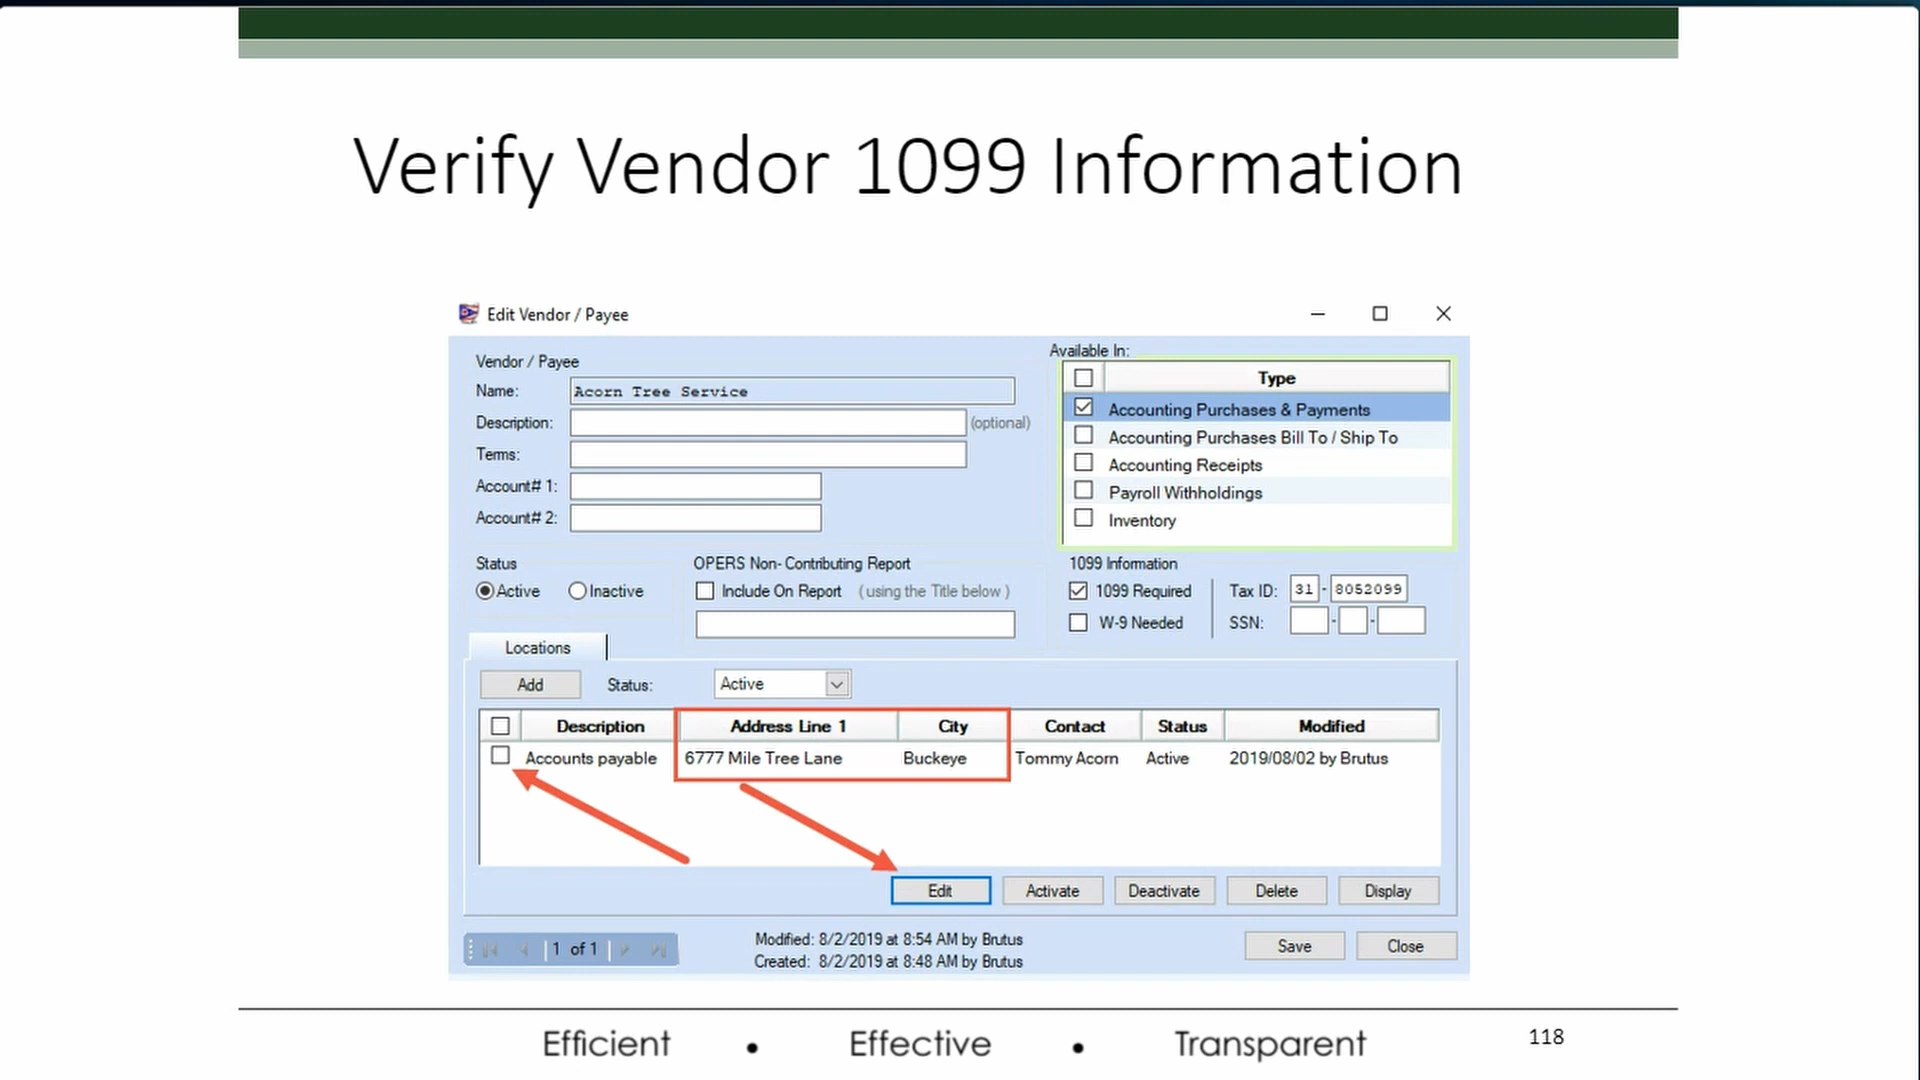 Verify Vendor 1099 Information
Edit Vendor / Payee
Vendor / Payee
Name: Acorn Tree Service
Description: (optional)
Terms:
Account# 1:
Account# 2:
Available In:
Type
Accounting Purchases & Payments
Accounting Purchases Bill To / Ship To
Accounting Receipts
Payroll Withholdings
Inventory
Status
Active Inactive
OPERS Non- Contributing Report
Include On Report ( using the Title below )
1099 Information
1099 Required Tax ID: 31 - 8052099
W-9 Needed SSN: - -
Locations
Add Status: Active
Description Address Line 1 City Contact Status Modified
Accounts payable 6777 Mile Tree Lane Buckeye Tommy Acorn Active 2019/08/02 by Brutus
Edit Activate Deactivate Delete Display
1 of 1
Modified: 8/2/2019 at 8:54 AM by Brutus
Created: 8/2/2019 at 8:48 AM by Brutus
Save Close
Efficient • Effective • Transparent
118